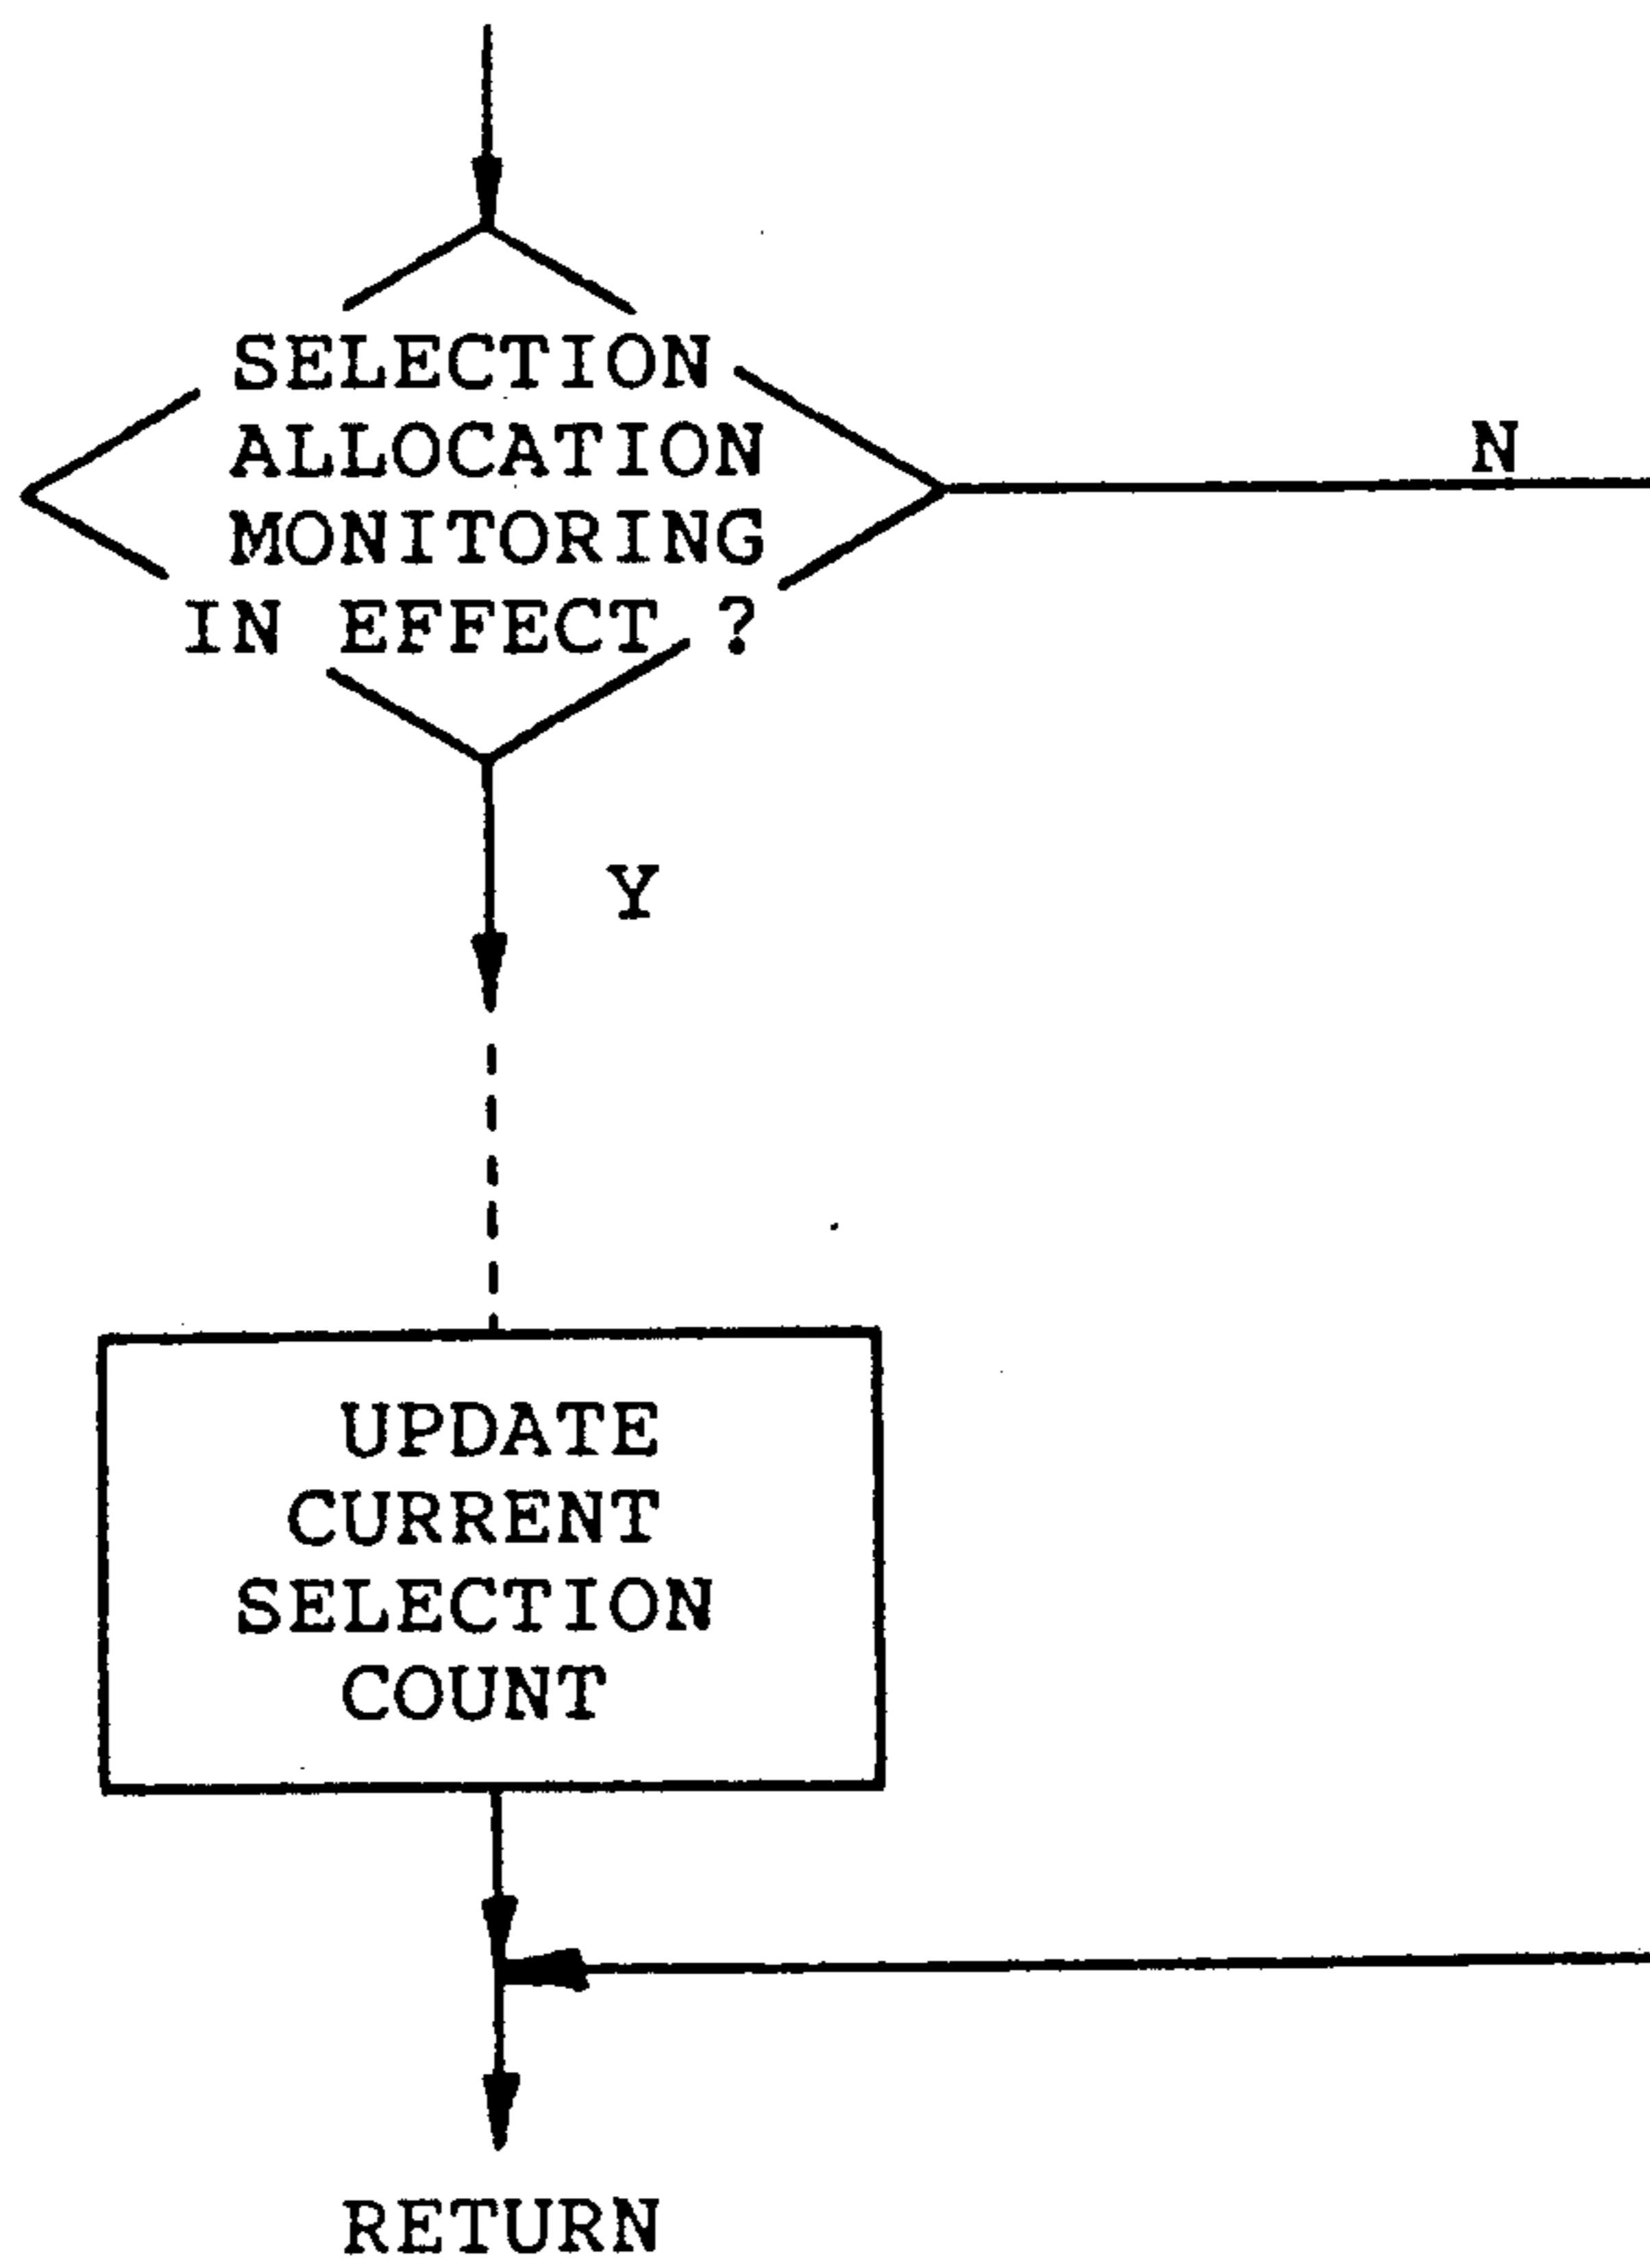 SELECTION
ALLOCATION
MONITORING
IN EFFECT ?
N
Y
UPDATE
CURRENT
SELECTION
COUNT
RETURN